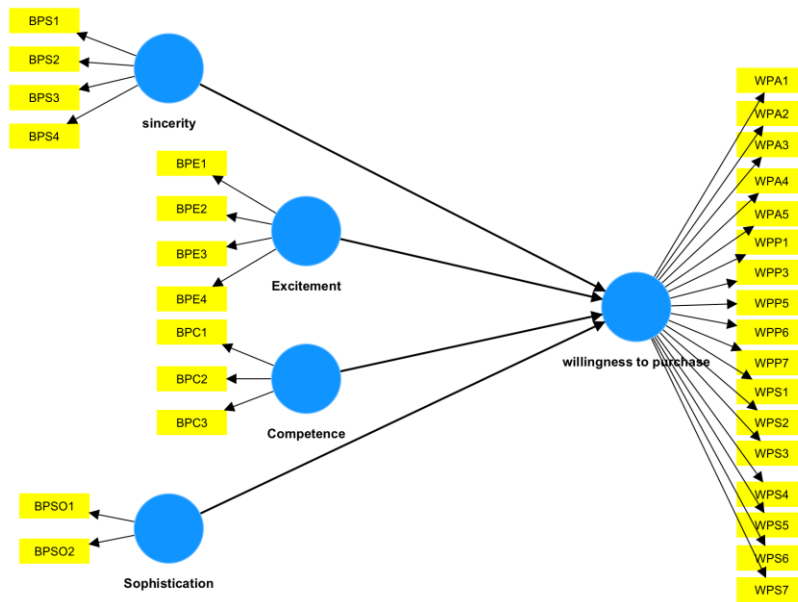 BPS1
BPS2
BPS3
BPS4
sincerity
BPE1
BPE2
BPE3
BPE4
Excitement
BPC1
BPC2
BPC3
Competence
BPSO1
BPSO2
Sophistication
willingness to purchase
WPA1
WPA2
WPA3
WPA4
WPA5
WPP1
WPP3
WPP5
WPP6
WPP7
WPS1
WPS2
WPS3
WPS4
WPS5
WPS6
WPS7